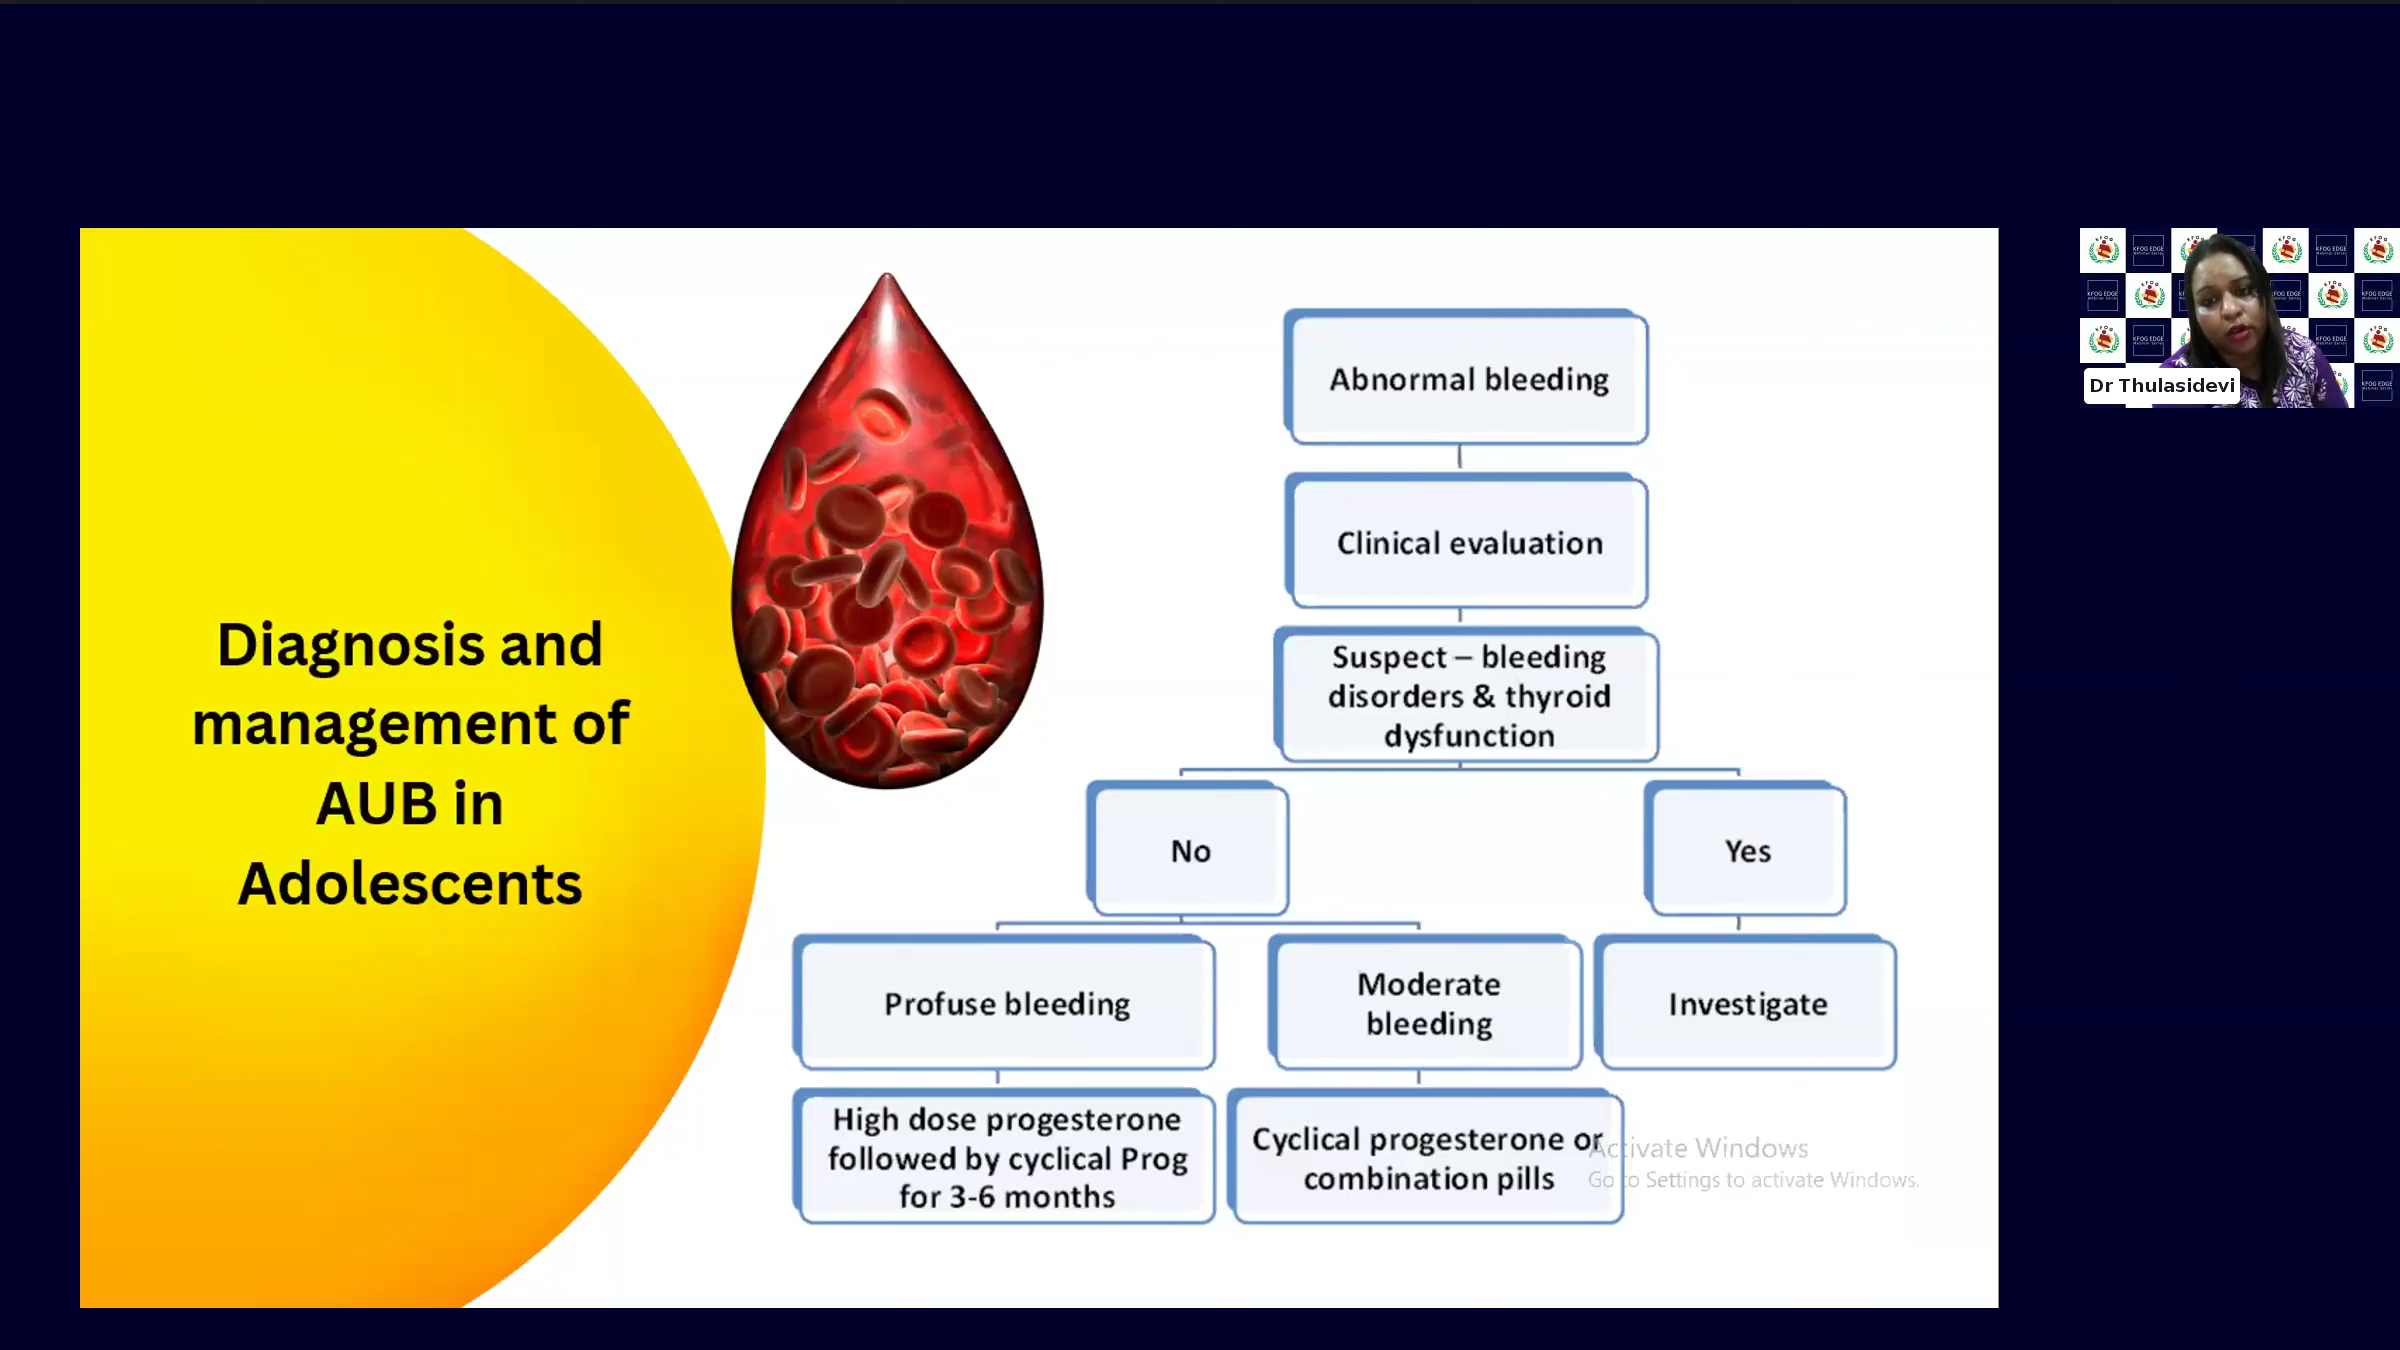 Diagnosis and
management of
AUB in
Adolescents
Abnormal bleeding
Clinical evaluation
Suspect – bleeding
disorders & thyroid
dysfunction
No
Yes
Profuse bleeding
Moderate
bleeding
Investigate
High dose progesterone
followed by cyclical Prog
for 3-6 months
Cyclical progesterone or
combination pills
Activate Windows
Go to Settings to activate Windows.
KFOG EDGE
Dr Thulasidevi